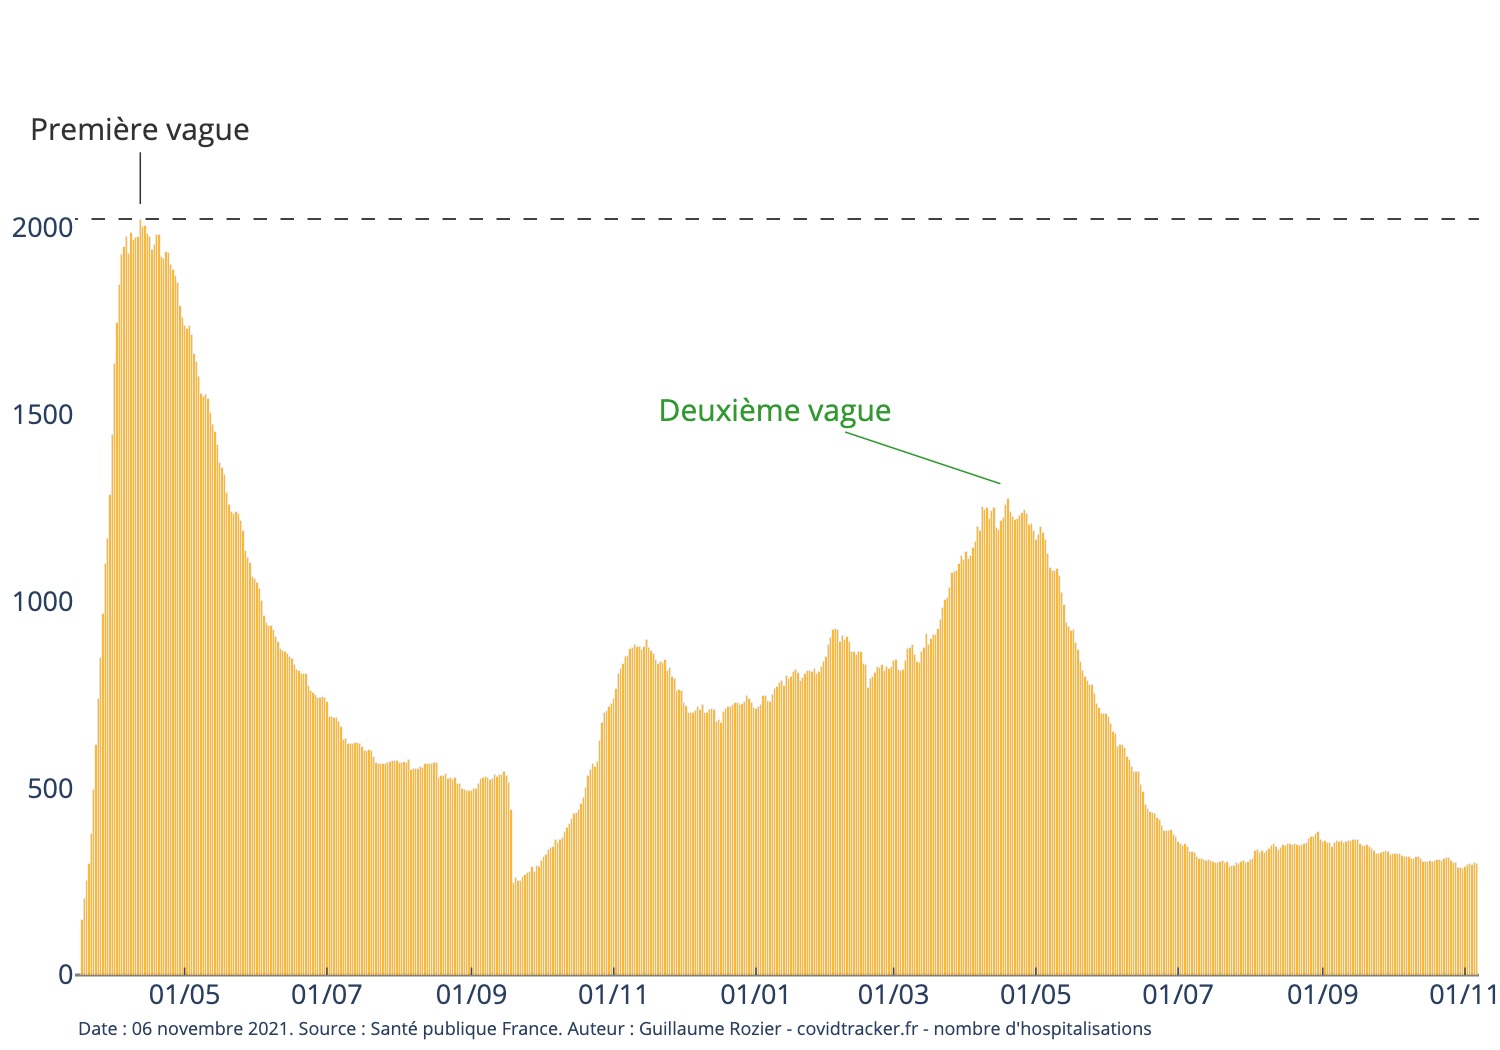 Première vague
2000
1500
Deuxième vague
1000
500
0
01/05 01/07 01/09 01/11 01/01 01/03 01/05 01/07 01/09 01/11
Date : 06 novembre 2021. Source : Santé publique France. Auteur : Guillaume Rozier - covidtracker.fr - nombre d'hospitalisations